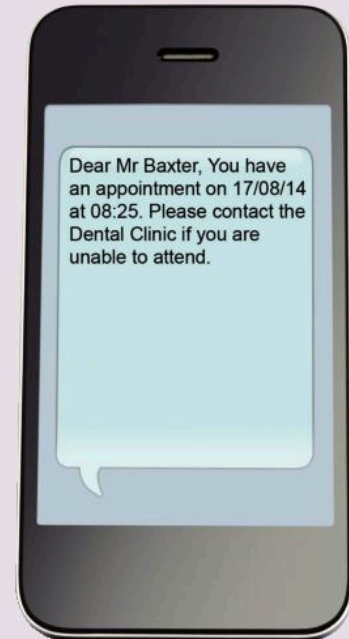 Dear Mr Baxter, You have
an appointment on 17/08/14
at 08:25. Please contact the
Dental Clinic if you are
unable to attend.